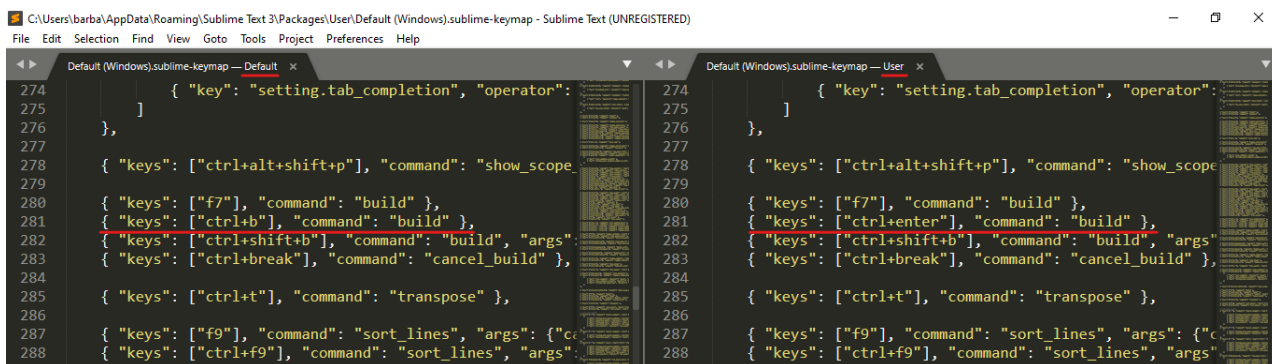 C:\Users\barba\AppData\Roaming\Sublime Text 3\Packages\User\Default (Windows).sublime-keymap - Sublime Text (UNREGISTERED)
File Edit Selection Find View Goto Tools Project Preferences Help
Default (Windows).sublime-keymap — Default
274 { "key": "setting.tab_completion", "operator":
275 ]
276 },
277
278 { "keys": ["ctrl+alt+shift+p"], "command": "show_scope_
279
280 { "keys": ["f7"], "command": "build" },
281 { "keys": ["ctrl+b"], "command": "build" },
282 { "keys": ["ctrl+shift+b"], "command": "build", "args":
283 { "keys": ["ctrl+break"], "command": "cancel_build" },
284
285 { "keys": ["ctrl+t"], "command": "transpose" },
286
287 { "keys": ["f9"], "command": "sort_lines", "args": {"ca
288 { "keys": ["ctrl+f9"], "command": "sort_lines", "args":
Default (Windows).sublime-keymap — User
274 { "key": "setting.tab_completion", "operator":
275 ]
276 },
277
278 { "keys": ["ctrl+alt+shift+p"], "command": "show_scope
279
280 { "keys": ["f7"], "command": "build" },
281 { "keys": ["ctrl+enter"], "command": "build" },
282 { "keys": ["ctrl+shift+b"], "command": "build", "args"
283 { "keys": ["ctrl+break"], "command": "cancel_build" },
284
285 { "keys": ["ctrl+t"], "command": "transpose" },
286
287 { "keys": ["f9"], "command": "sort_lines", "args": {"c
288 { "keys": ["ctrl+f9"], "command": "sort_lines", "args"